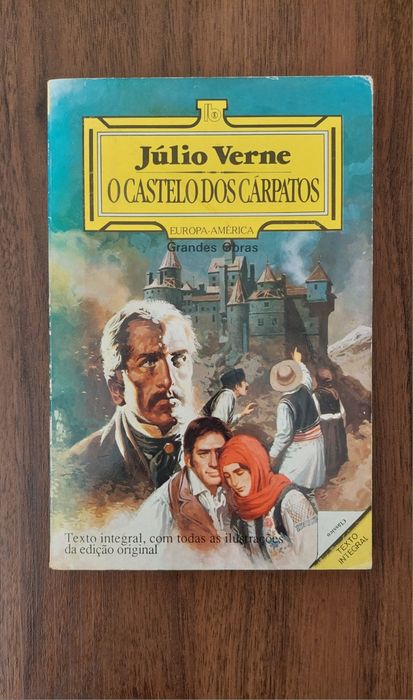 Júlio Verne
O CASTELO DOS CÁRPATOS
EUROPA-AMÉRICA
Grandes Obras
Texto integral, com todas as ilustrações
da edição original
Clássico
TEXTO
INTEGRAL